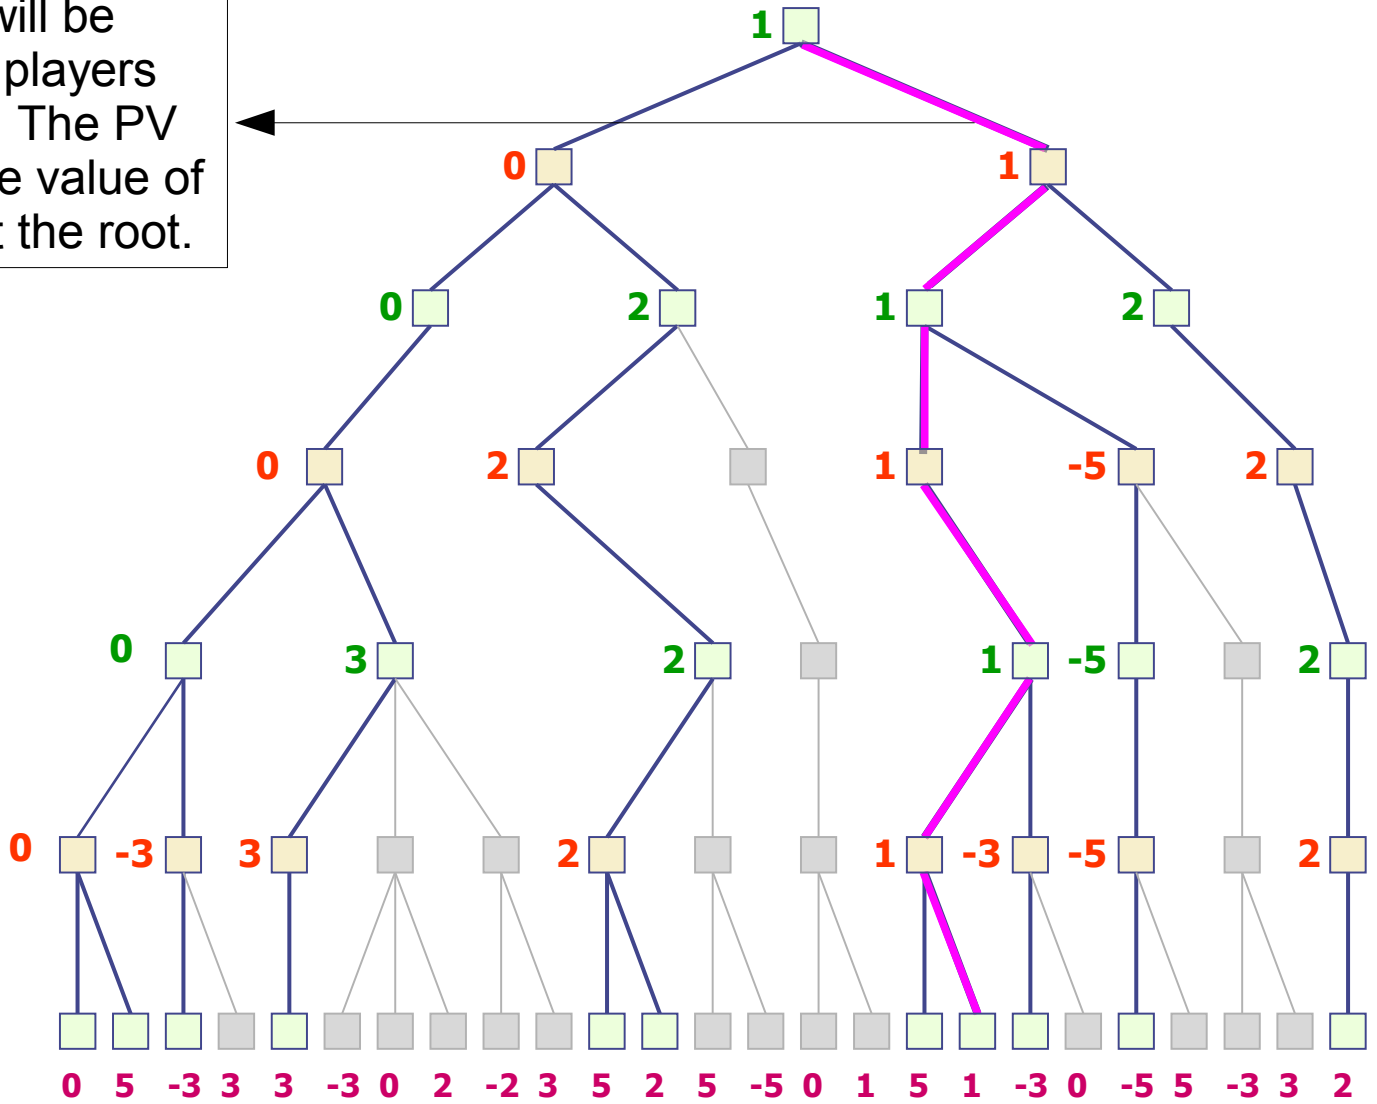 will be
players
The PV
e value of
t the root.
1
0 1
0 2 1 2
0 2 1 -5 2
0 3 2 1 -5 2
0 -3 3 2 1 -3 -5 2
0 5 -3 3 3 -3 0 2 -2 3 5 2 5 -5 0 1 5 1 -3 0 -5 5 -3 3 2